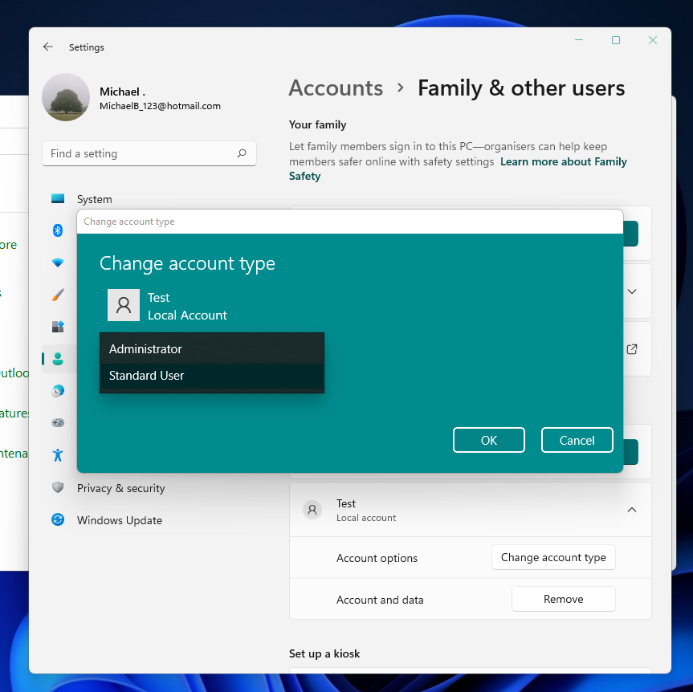 Settings
Michael .
MichaelB_123@hotmail.com
Find a setting
System
Privacy & security
Windows Update
Accounts › Family & other users
Your family
Let family members sign in to this PC—organisers can help keep
members safer online with safety settings Learn more about Family
Safety
Change account type
Change account type
Test
Local Account
Administrator
Standard User
OK
Cancel
Test
Local account
Account options
Change account type
Account and data
Remove
Set up a kiosk
ore
s
utloo
atures
ntena